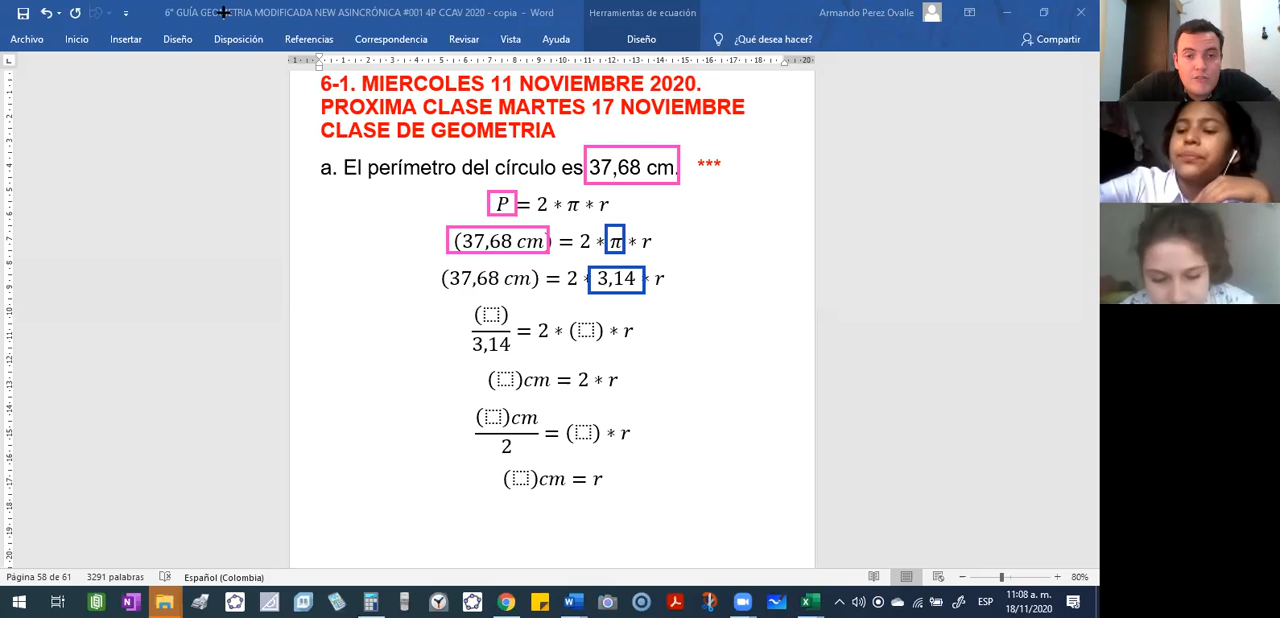 6° GUÍA GEOMETRIA MODIFICADA NEW ASINCRÓNICA #001 4P CCAV 2020 - copia - Word
Herramientas de ecuación
Armando Perez Ovalle
Archivo Inicio Insertar Diseño Disposición Referencias Correspondencia Revisar Vista Ayuda Diseño ¿Qué desea hacer? Compartir
6-1. MIERCOLES 11 NOVIEMBRE 2020.
PROXIMA CLASE MARTES 17 NOVIEMBRE
CLASE DE GEOMETRIA
a. El perímetro del círculo es 37,68 cm. ***
P = 2 ∗ π ∗ r
(37,68 cm) = 2 ∗ π ∗ r
(37,68 cm) = 2 ∗ 3,14 ∗ r
(⬚)/3,14 = 2 ∗ (⬚) ∗ r
(⬚)cm = 2 ∗ r
(⬚)cm/2 = (⬚) ∗ r
(⬚)cm = r
Página 58 de 61 3291 palabras Español (Colombia) 80%
ESP 11:08 a. m.
18/11/2020